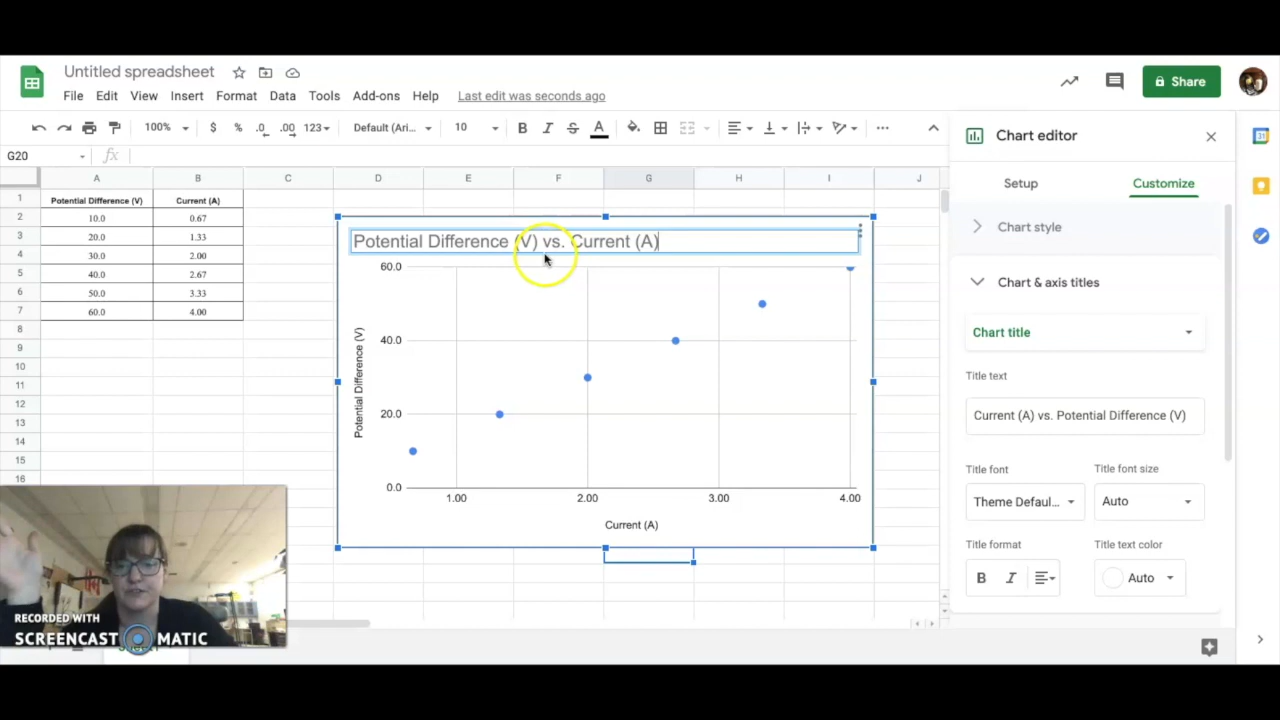 Untitled spreadsheet
File Edit View Insert Format Data Tools Add-ons Help Last edit was seconds ago
Share
100% $ % .0 .00 123 Default (Ari... 10 B I S A
G20 fx
A B C D E F G H I J
1 Potential Difference (V) Current (A)
2 10.0 0.67
3 20.0 1.33
4 30.0 2.00
5 40.0 2.67
6 50.0 3.33
7 60.0 4.00
8
9
10
11
12
13
14
15
16
Potential Difference (V) vs. Current (A)
60.0
40.0
20.0
0.0
Potential Difference (V)
1.00 2.00 3.00 4.00
Current (A)
Chart editor
Setup Customize
Chart style
Chart & axis titles
Chart title
Title text
Current (A) vs. Potential Difference (V)
Title font Title font size
Theme Defaul... Auto
Title format Title text color
B I Auto
31
RECORDED WITH
SCREENCAST MATIC